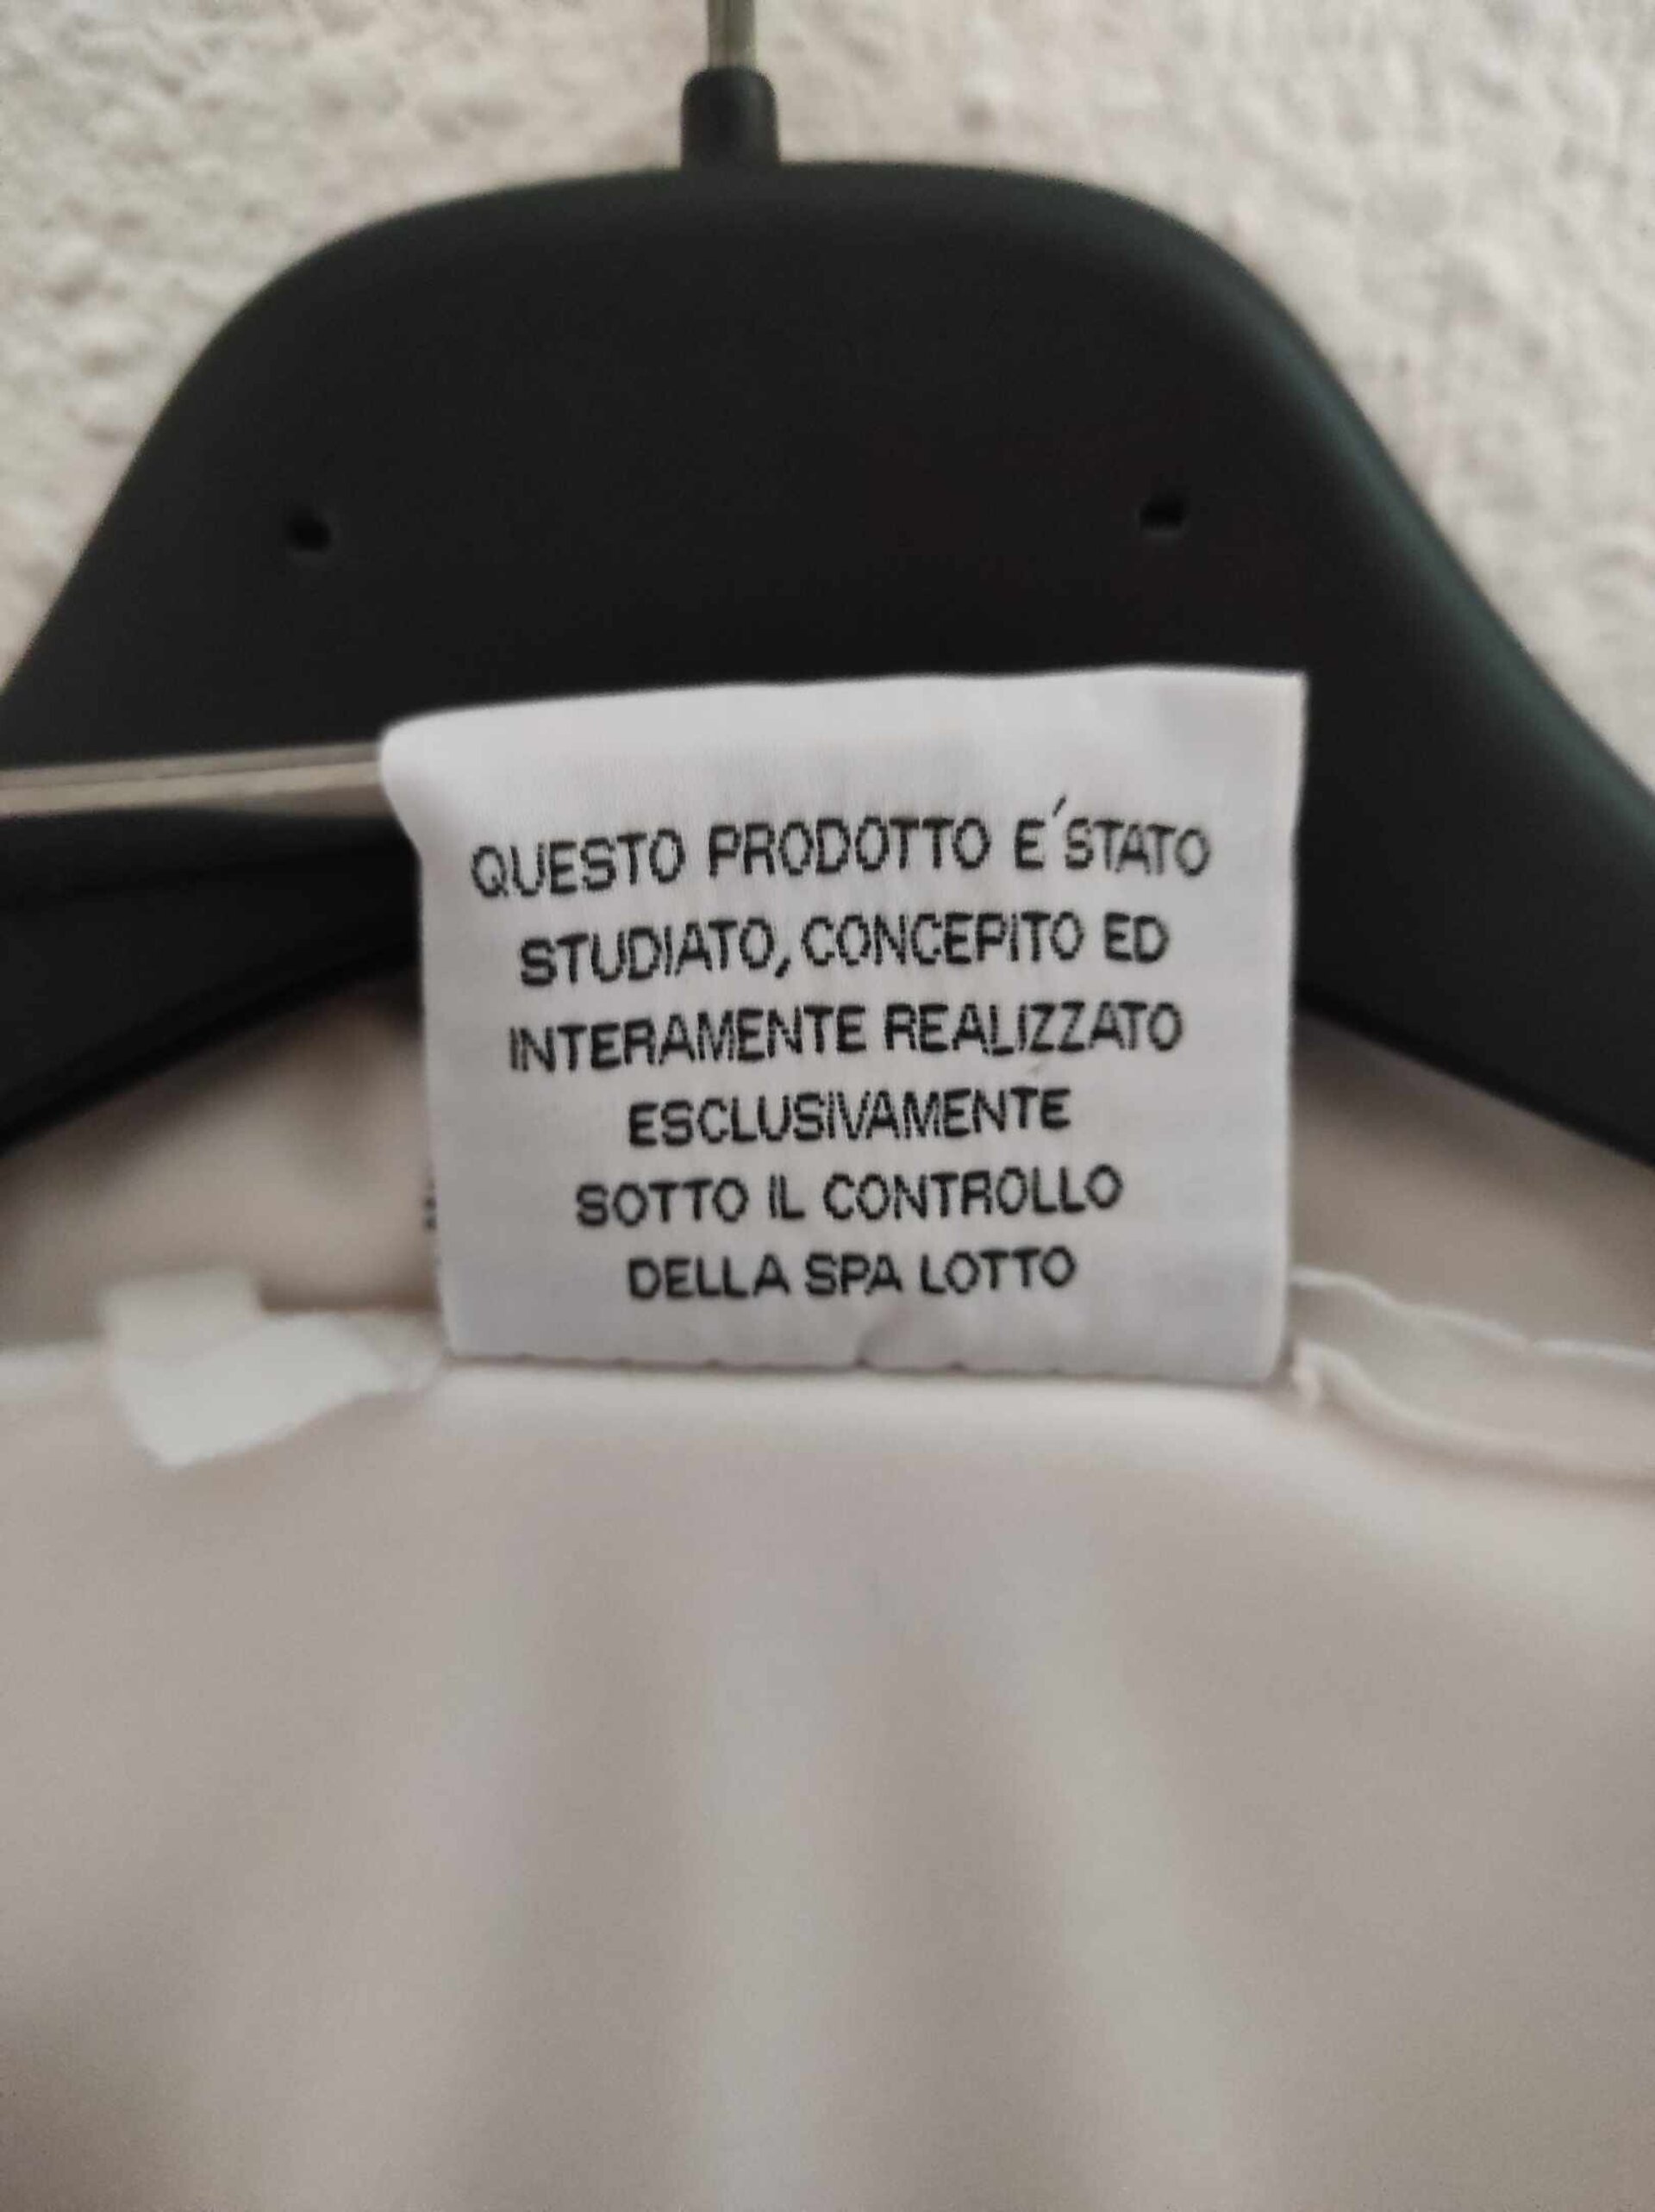 QUESTO PRODOTTO E´STATO
STUDIATO, CONCEPITO ED
INTERAMENTE REALIZZATO
ESCLUSIVAMENTE
SOTTO IL CONTROLLO
DELLA SPA LOTTO